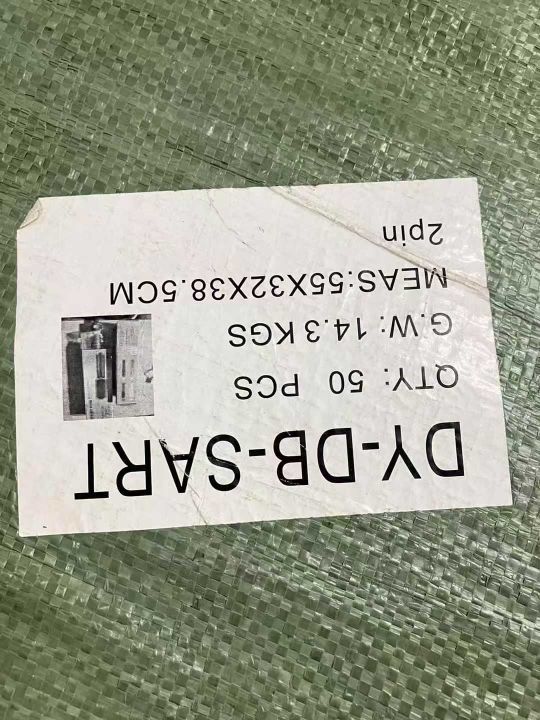 DY-DB-SART
QTY: 50 PCS
G.W: 14.3 KGS
MEAS:55X32X38.5CM
2pin